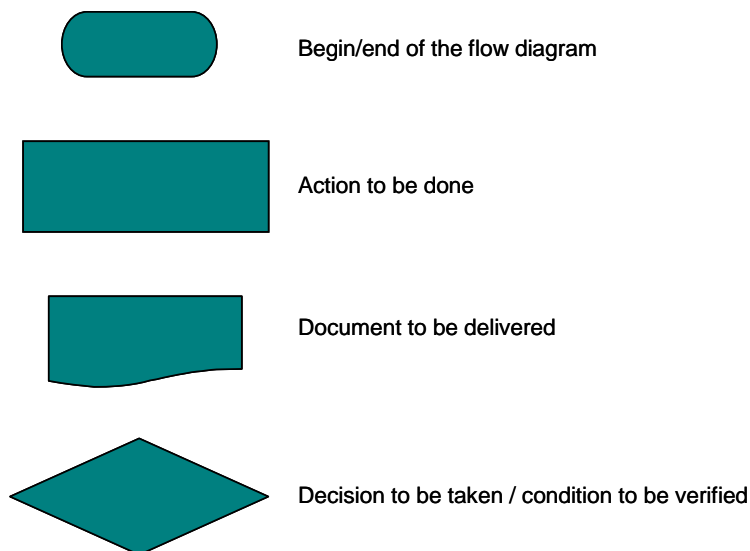 Begin/end of the flow diagram
Action to be done
Document to be delivered
Decision to be taken / condition to be verified